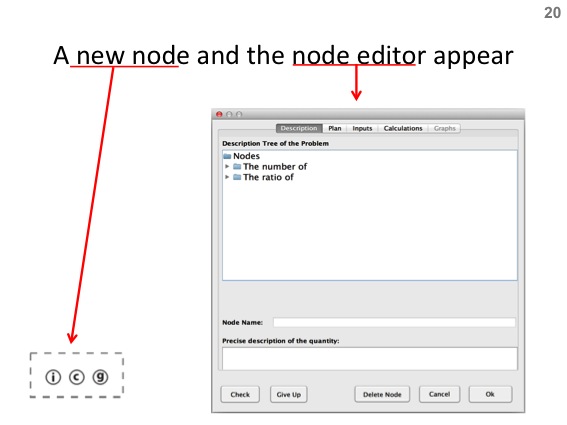 20
A new node and the node editor appear
Description Plan Inputs Calculations Graphs
Description Tree of the Problem
Nodes
The number of
The ratio of
Node Name:
Precise description of the quantity:
Check Give Up Delete Node Cancel Ok
i c g